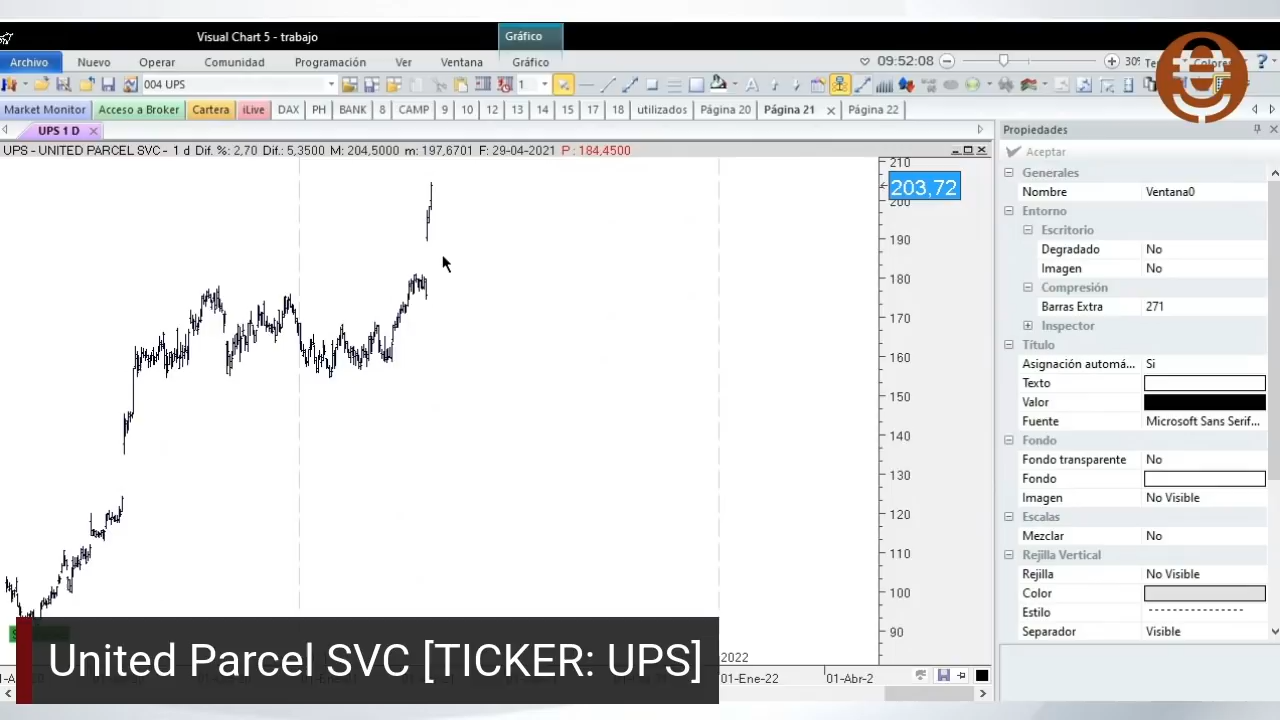 Visual Chart 5 - trabajo
Gráfico
Archivo Nuevo Operar Comunidad Programación Ver Ventana Gráfico 09:52:08 30º
004 UPS 1
Market Monitor Acceso a Broker Cartera iLive DAX PH BANK 8 CAMP 9 10 12 13 14 15 17 18 utilizados Página 20 Página 21 Página 22
UPS 1 D
UPS - UNITED PARCEL SVC - 1 d Dif. %: 2,70 Dif.: 5,3500 M: 204,5000 m: 197,6701 F: 29-04-2021 P : 184,4500
210
203,72
200
190
180
170
160
150
140
130
120
110
100
90
2022
01-Ene-22 01-Abr-2
Propiedades
Aceptar
Generales
Nombre Ventana0
Entorno
Escritorio
Degradado No
Imagen No
Compresión
Barras Extra 271
Inspector
Título
Asignación automá... Si
Texto
Valor
Fuente Microsoft Sans Serif...
Fondo
Fondo transparente No
Fondo
Imagen No Visible
Escalas
Mezclar No
Rejilla Vertical
Rejilla No Visible
Color
Estilo
Separador Visible
United Parcel SVC [TICKER: UPS]